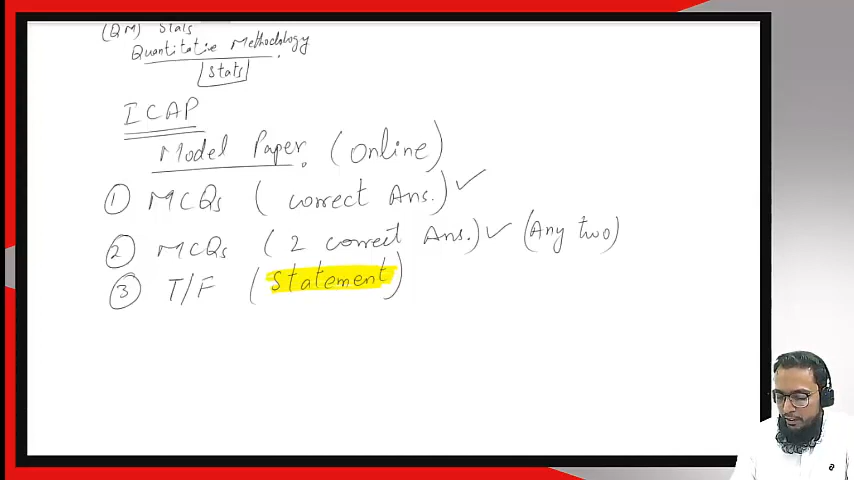 (QM) Stats
Quantitative Methodology
Stats
ICAP
Model Paper. (Online)
① MCQs (correct Ans.) ✓
② MCQs (2 correct Ans.) ✓ (Any two)
③ T/F (Statement)